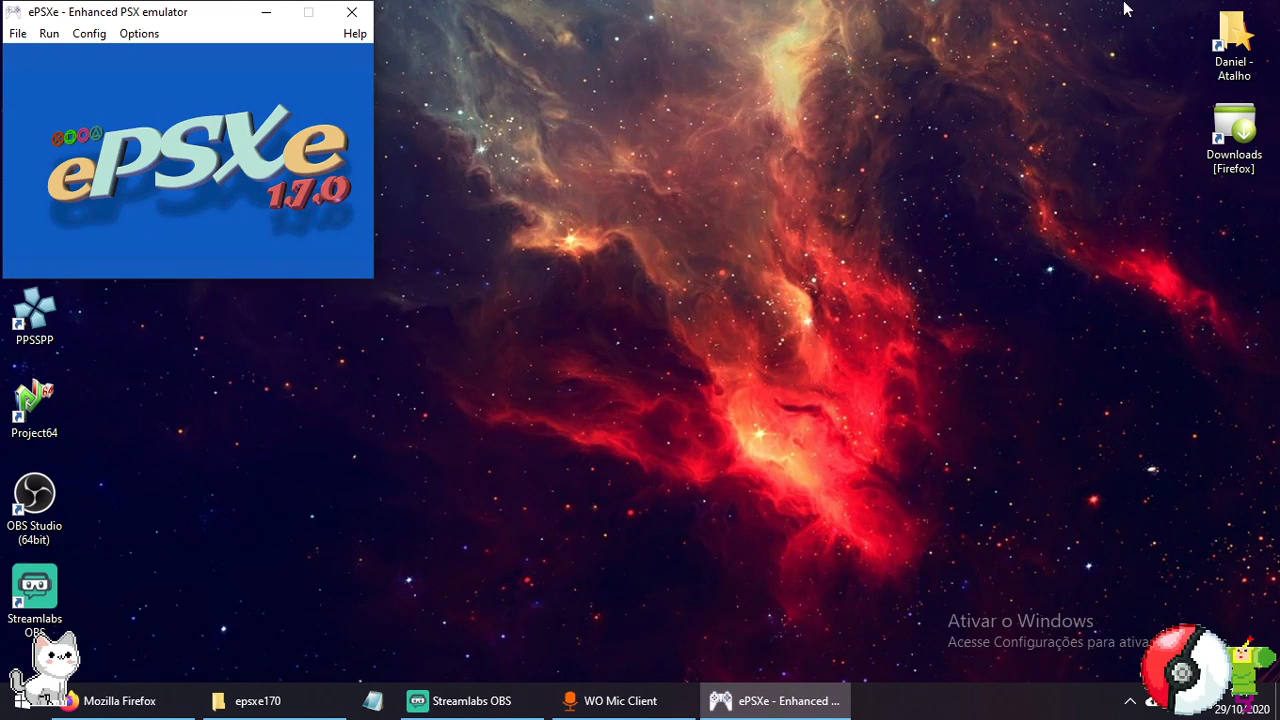 ePSXe - Enhanced PSX emulator
File Run Config Options Help
ePSXe
1.7.0
Daniel -
Atalho
Downloads
[Firefox]
PPSSPP
64
Project64
OBS Studio
(64bit)
Streamlabs
OBS
Ativar o Windows
Acesse Configurações para
Mozilla Firefox
epsxe170
Streamlabs OBS
WO Mic Client
ePSXe - Enhanced ...
29/10/2020